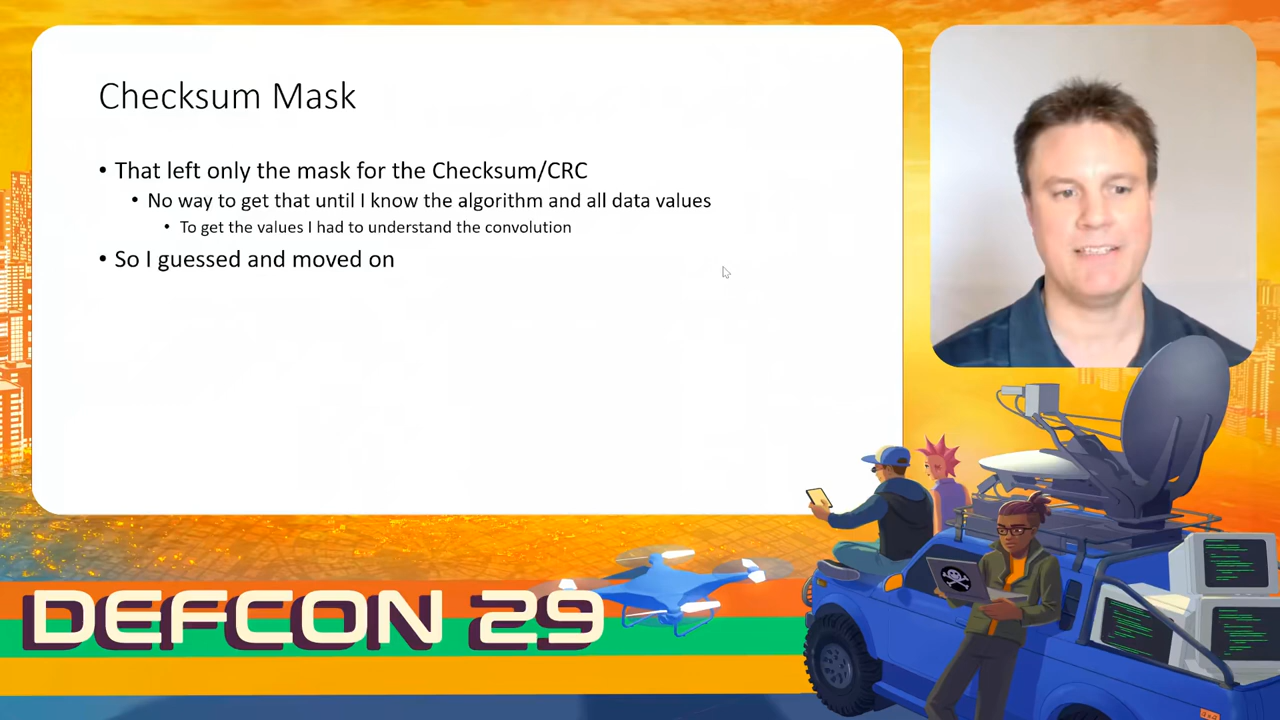 Checksum Mask
• That left only the mask for the Checksum/CRC
• No way to get that until I know the algorithm and all data values
• To get the values I had to understand the convolution
• So I guessed and moved on
DEFCON 29